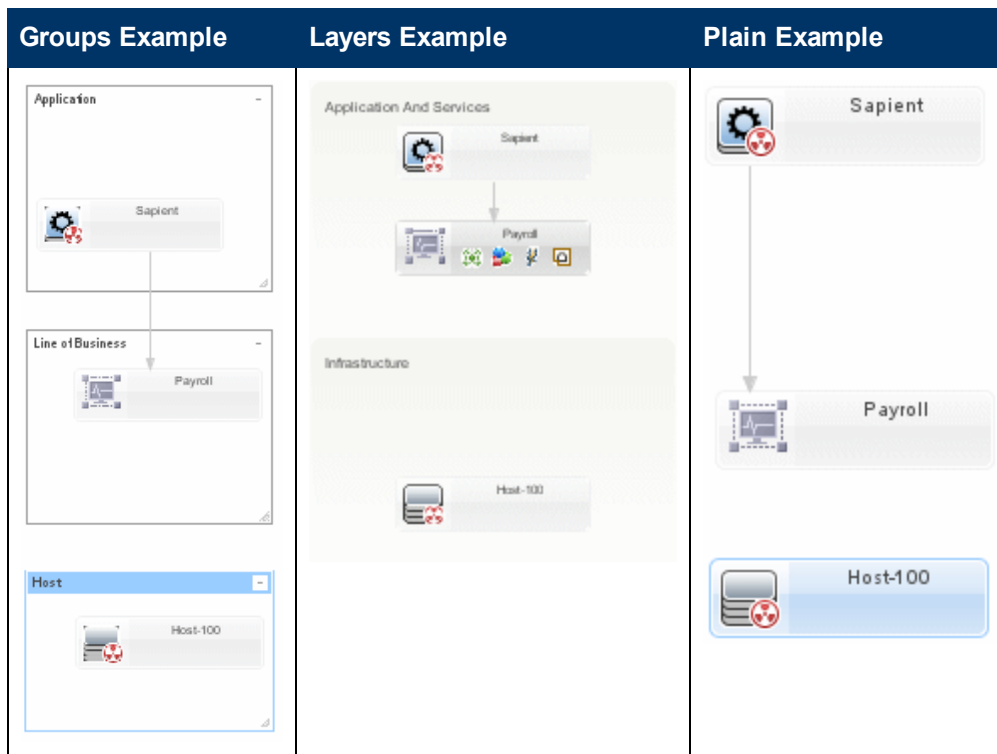 Groups Example
Layers Example
Plain Example
Application
Sapient
Line of Business
Payroll
Host
Host-100
Application And Services
Sapient
Payroll
Infrastructure
Host-100
Sapient
Payroll
Host-100